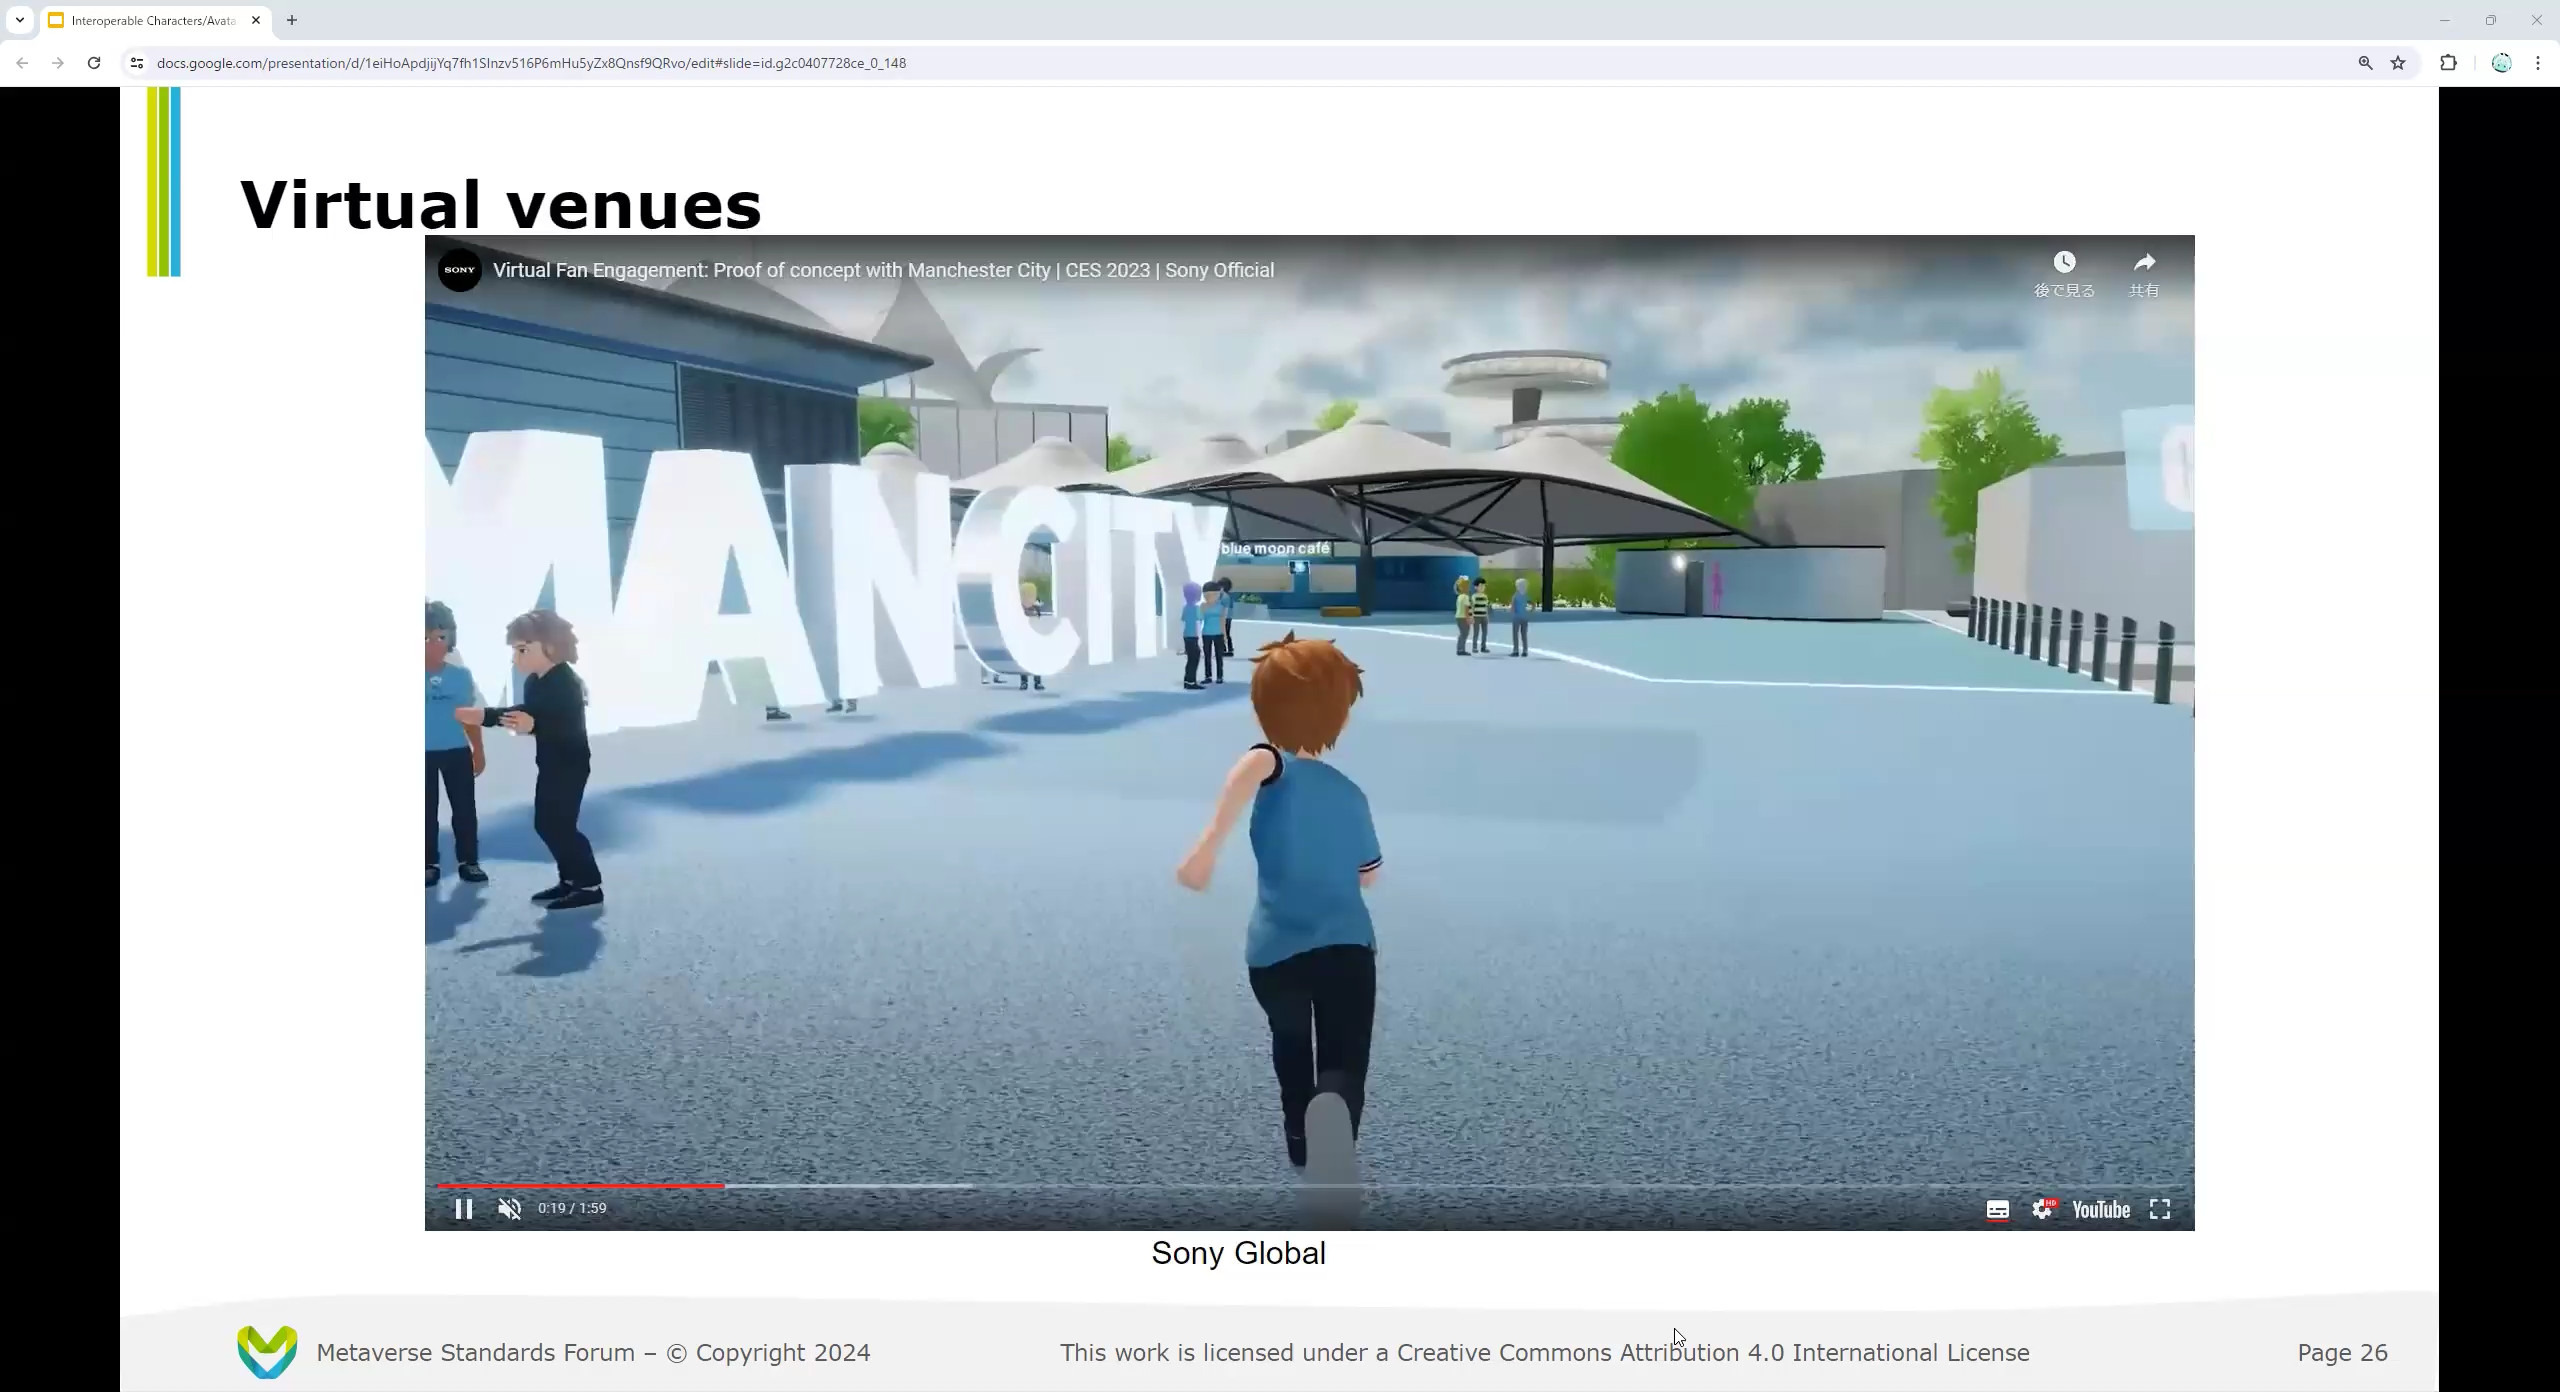 Interoperable Characters/Avata
docs.google.com/presentation/d/1eiHoApdjijYq7fh1SInzv516P6mHu5yZx8Qnsf9QRvo/edit#slide=id.g2c0407728ce_0_148
Virtual venues
SONY
Virtual Fan Engagement: Proof of concept with Manchester City | CES 2023 | Sony Official
後で見る
共有
MANCITY
blue moon café
0:19 / 1:59
HD
YouTube
Sony Global
Metaverse Standards Forum – © Copyright 2024
This work is licensed under a Creative Commons Attribution 4.0 International License
Page 26